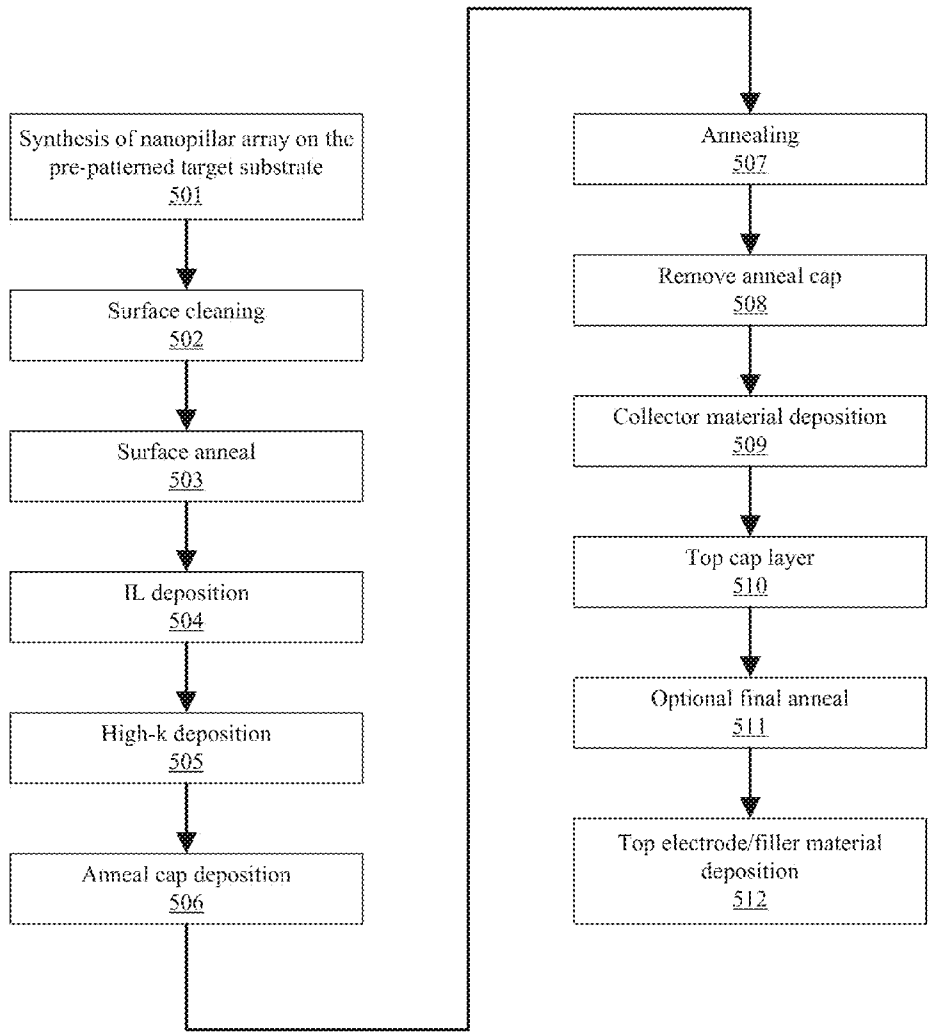 Synthesis of nanopillar array on the
pre-patterned target substrate
501
Surface cleaning
502
Surface anneal
503
IL deposition
504
High-k deposition
505
Anneal cap deposition
506
Annealing
507
Remove anneal cap
508
Collector material deposition
509
Top cap layer
510
Optional final anneal
511
Top electrode/filler material
deposition
512